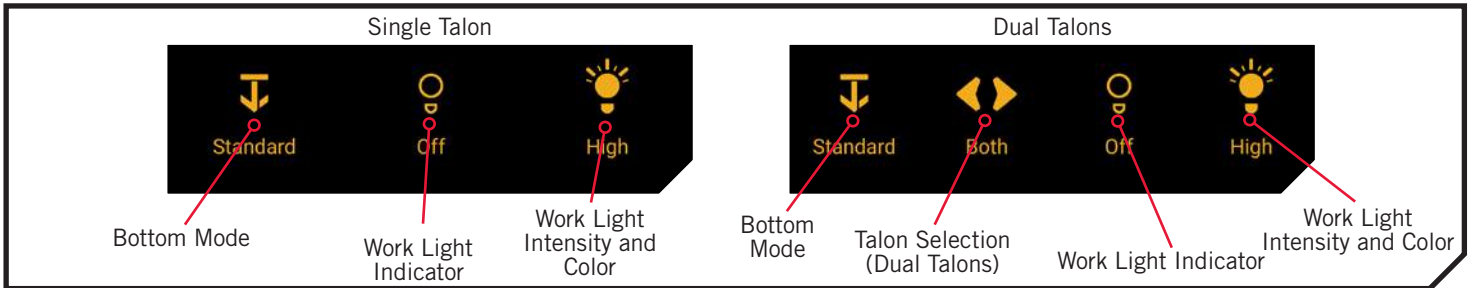 Single Talon
Standard
Off
High
Bottom Mode
Work Light
Indicator
Work Light
Intensity and
Color
Dual Talons
Standard
Both
Off
High
Bottom
Mode
Talon Selection
(Dual Talons)
Work Light Indicator
Work Light
Intensity and Color